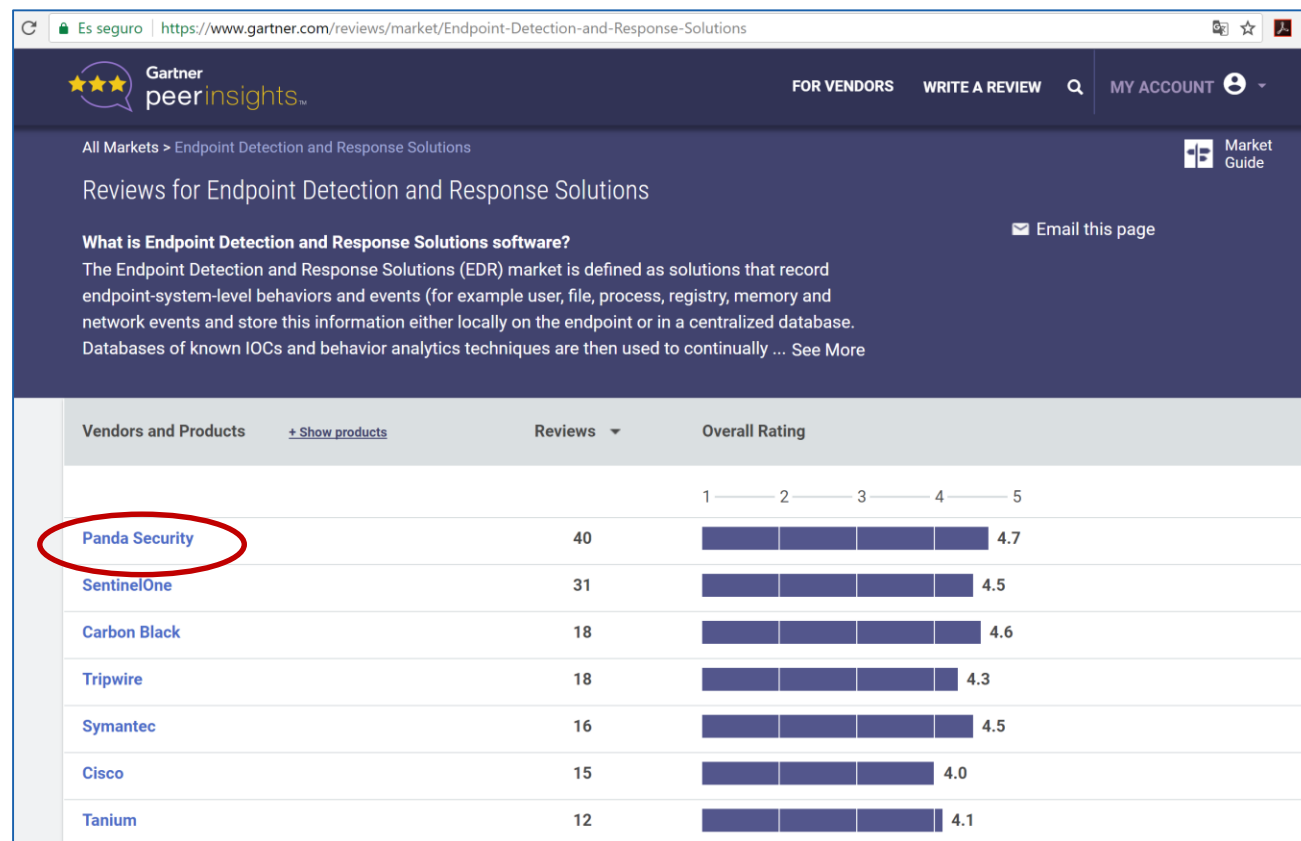 Es seguro https://www.gartner.com/reviews/market/Endpoint-Detection-and-Response-Solutions
Gartner
peerinsights™
FOR VENDORS WRITE A REVIEW MY ACCOUNT
All Markets > Endpoint Detection and Response Solutions
Market
Guide
Reviews for Endpoint Detection and Response Solutions
Email this page
What is Endpoint Detection and Response Solutions software?
The Endpoint Detection and Response Solutions (EDR) market is defined as solutions that record
endpoint-system-level behaviors and events (for example user, file, process, registry, memory and
network events and store this information either locally on the endpoint or in a centralized database.
Databases of known IOCs and behavior analytics techniques are then used to continually ... See More
Vendors and Products + Show products Reviews Overall Rating
1 2 3 4 5
Panda Security 40 4.7
SentinelOne 31 4.5
Carbon Black 18 4.6
Tripwire 18 4.3
Symantec 16 4.5
Cisco 15 4.0
Tanium 12 4.1